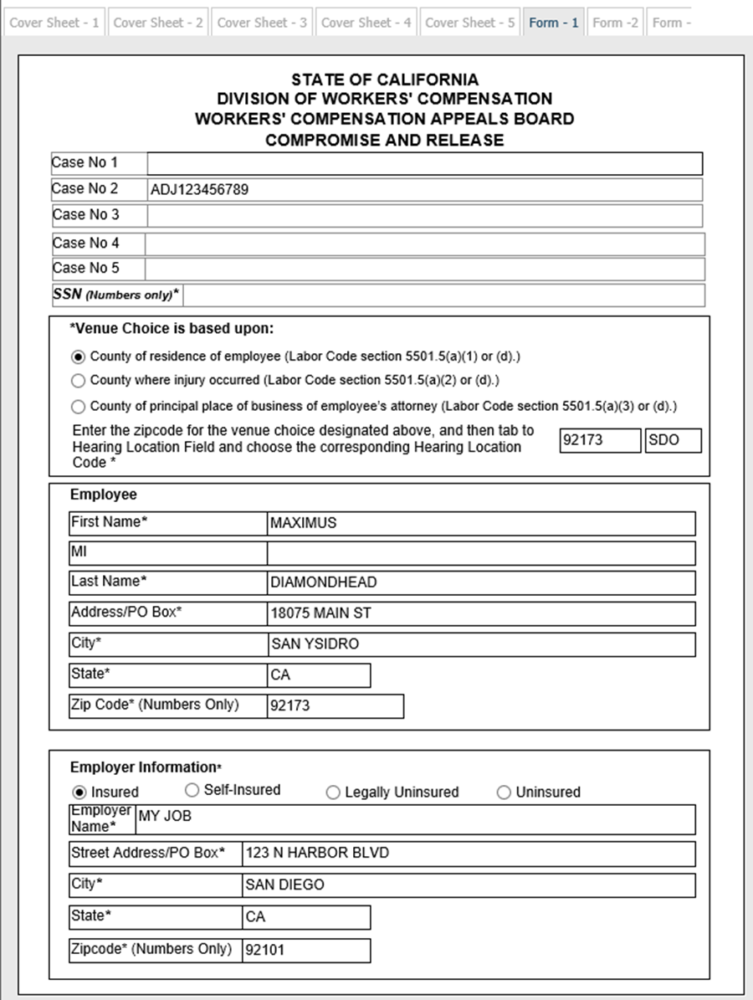 Cover Sheet - 1 Cover Sheet - 2 Cover Sheet - 3 Cover Sheet - 4 Cover Sheet - 5 Form - 1 Form -2 Form -
STATE OF CALIFORNIA
DIVISION OF WORKERS' COMPENSATION
WORKERS' COMPENSATION APPEALS BOARD
COMPROMISE AND RELEASE
Case No 1
Case No 2 ADJ123456789
Case No 3
Case No 4
Case No 5
SSN (Numbers only)*
*Venue Choice is based upon:
County of residence of employee (Labor Code section 5501.5(a)(1) or (d).)
County where injury occurred (Labor Code section 5501.5(a)(2) or (d).)
County of principal place of business of employee’s attorney (Labor Code section 5501.5(a)(3) or (d).)
Enter the zipcode for the venue choice designated above, and then tab to
Hearing Location Field and choose the corresponding Hearing Location
Code *
92173 SDO
Employee
First Name* MAXIMUS
MI
Last Name* DIAMONDHEAD
Address/PO Box* 18075 MAIN ST
City* SAN YSIDRO
State* CA
Zip Code* (Numbers Only) 92173
Employer Information*
Insured Self-Insured Legally Uninsured Uninsured
Employer
Name* MY JOB
Street Address/PO Box* 123 N HARBOR BLVD
City* SAN DIEGO
State* CA
Zipcode* (Numbers Only) 92101